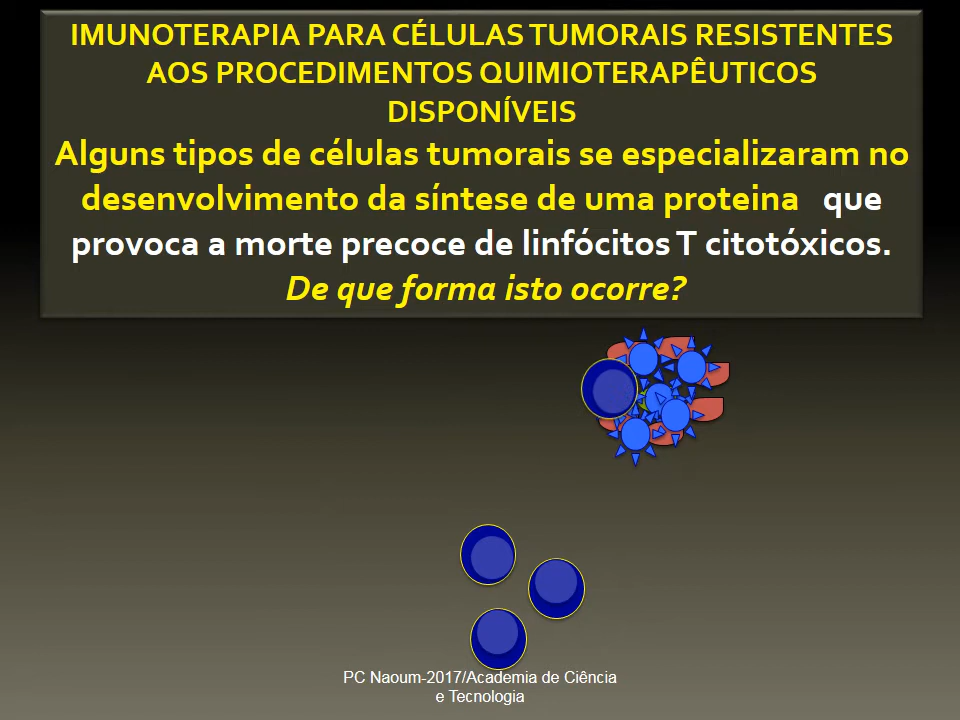 IMUNOTERAPIA PARA CÉLULAS TUMORAIS RESISTENTES
AOS PROCEDIMENTOS QUIMIOTERAPÊUTICOS
DISPONÍVEIS
Alguns tipos de células tumorais se especializaram no
desenvolvimento da síntese de uma proteina que
provoca a morte precoce de linfócitos T citotóxicos.
De que forma isto ocorre?
PC Naoum-2017/Academia de Ciência
e Tecnologia